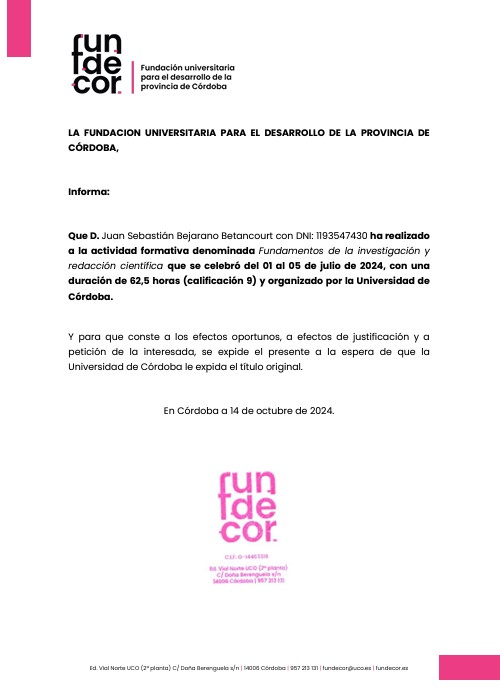 fun
fde
cor.
Fundación universitaria
para el desarrollo de la
provincia de Córdoba
LA FUNDACION UNIVERSITARIA PARA EL DESARROLLO DE LA PROVINCIA DE
CÓRDOBA,
Informa:
Que D. Juan Sebastián Bejarano Betancourt con DNI: 1193547430 ha realizado
a la actividad formativa denominada Fundamentos de la investigación y
redacción científica que se celebró del 01 al 05 de julio de 2024, con una
duración de 62,5 horas (calificación 9) y organizado por la Universidad de
Córdoba.
Y para que conste a los efectos oportunos, a efectos de justificación y a
petición de la interesada, se expide el presente a la espera de que la
Universidad de Córdoba le expida el título original.
En Córdoba a 14 de octubre de 2024.
fun
fde
cor.
C.I.F. G-
Ed. Vial Norte UCO (2ª planta)
C/ Doña Berenguela s/n
14006 Córdoba | 957 213 131
Ed. Vial Norte UCO (2ª planta) C/ Doña Berenguela s/n | 14006 Córdoba | 957 213 131 | fundecor@uco.es | fundecor.es